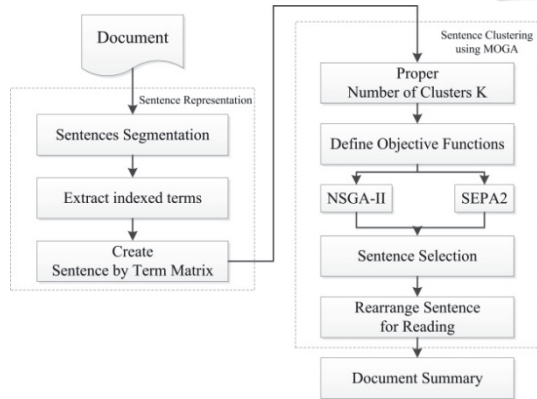 Document
Sentence Representation
Sentences Segmentation
Extract indexed terms
Create
Sentence by Term Matrix
Sentence Clustering
using MOGA
Proper
Number of Clusters K
Define Objective Functions
NSGA-II
SEPA2
Sentence Selection
Rearrange Sentence
for Reading
Document Summary